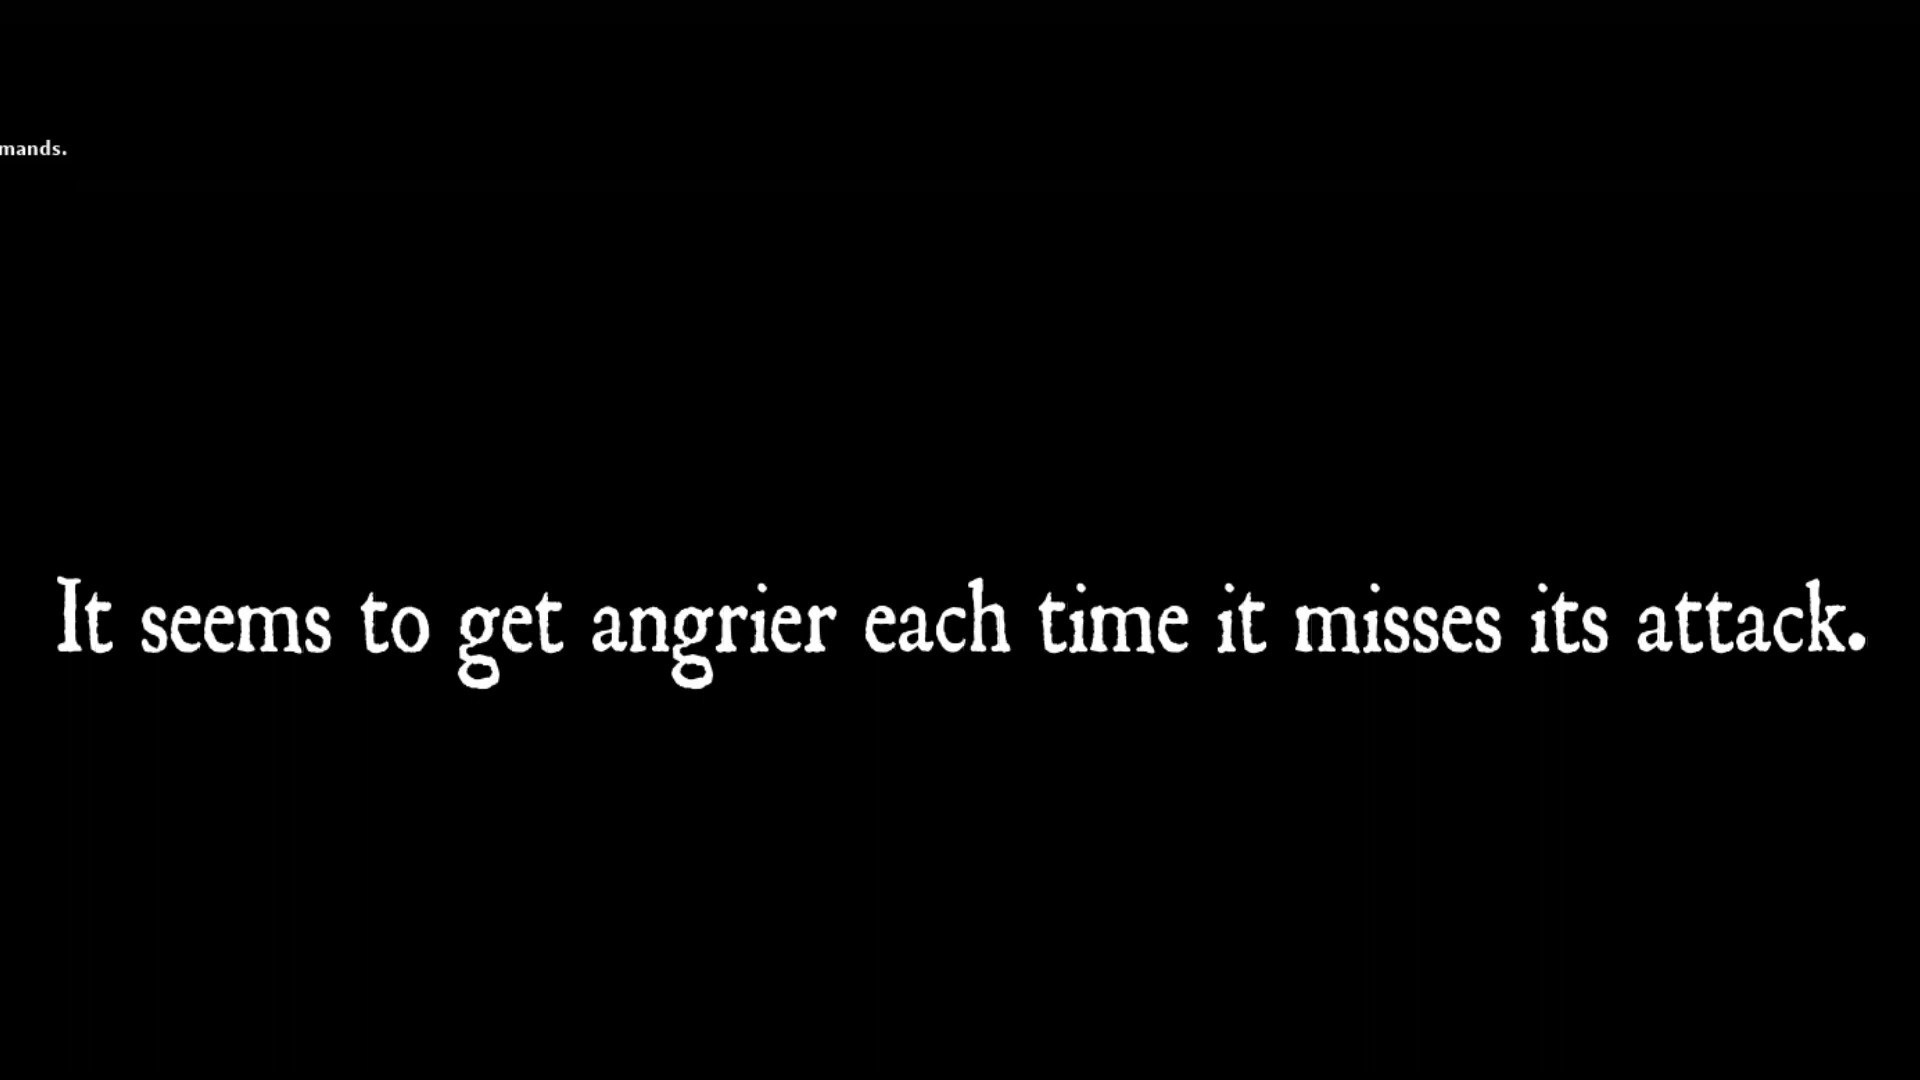 mands.
It seems to get angrier each time it misses its attack.